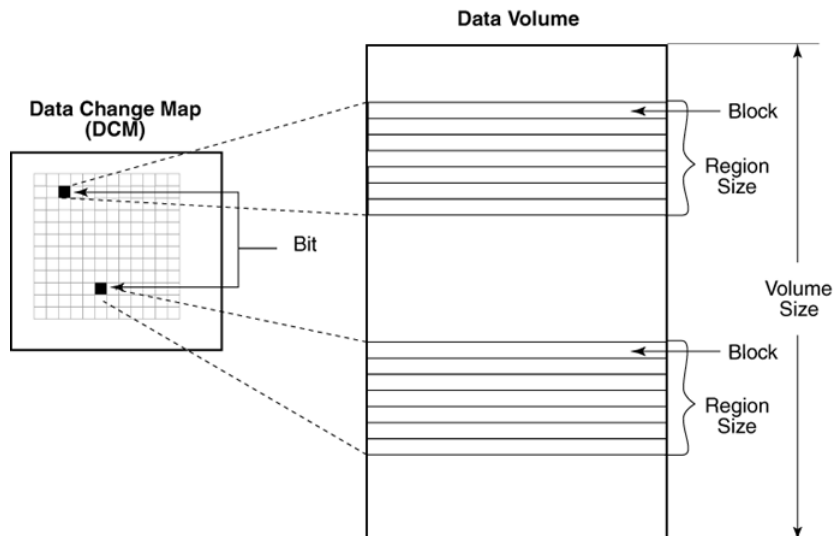 Data Volume
Data Change Map
(DCM)
Block
Region
Size
Bit
Volume
Size
Block
Region
Size